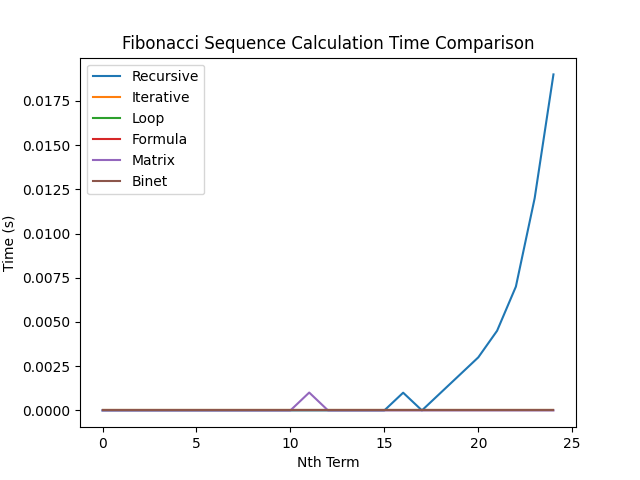 Fibonacci Sequence Calculation Time Comparison
Recursive
Iterative
Loop
Formula
Matrix
Binet
0.0175
0.0150
0.0125
0.0100
0.0075
0.0050
0.0025
0.0000
Time (s)
0 5 10 15 20 25
Nth Term